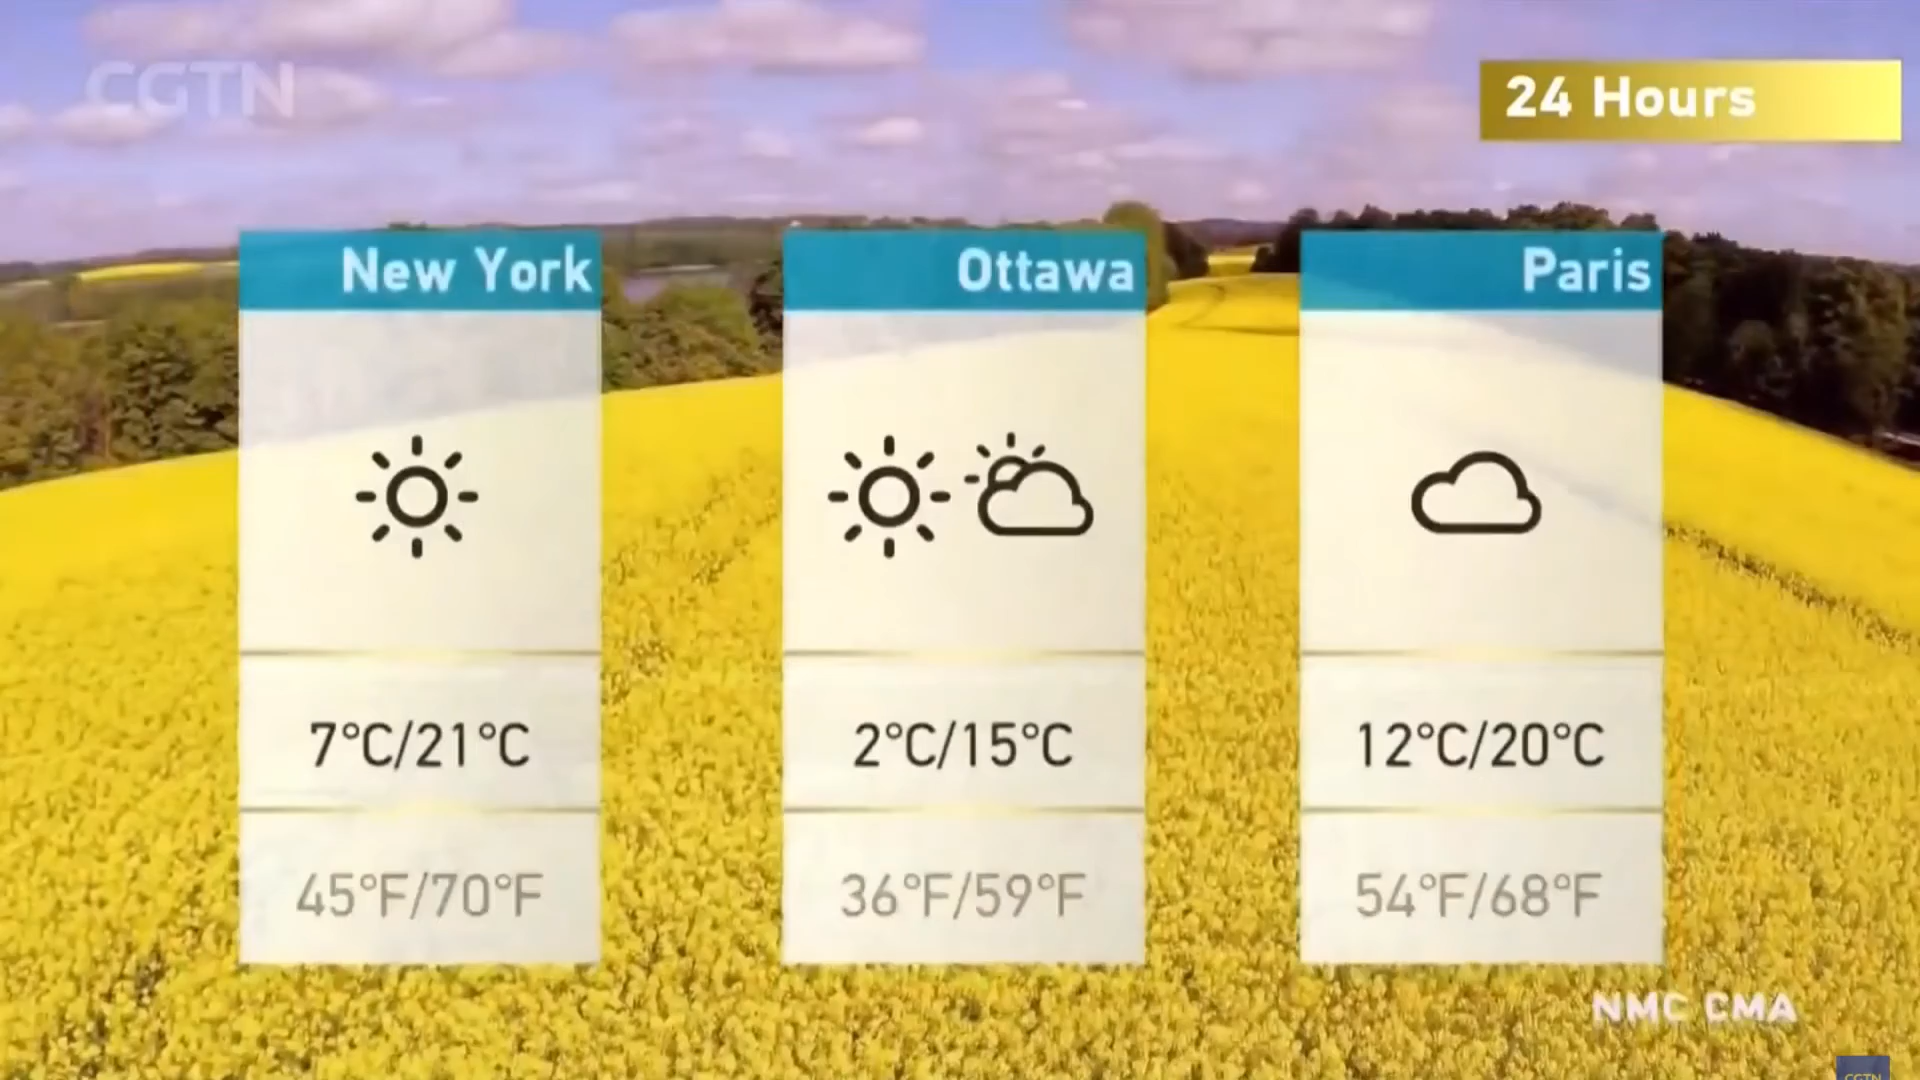 CGTN
24 Hours
New York
Ottawa
Paris
7°C/21°C
2°C/15°C
12°C/20°C
45°F/70°F
36°F/59°F
54°F/68°F
NMC CMA
CGTN